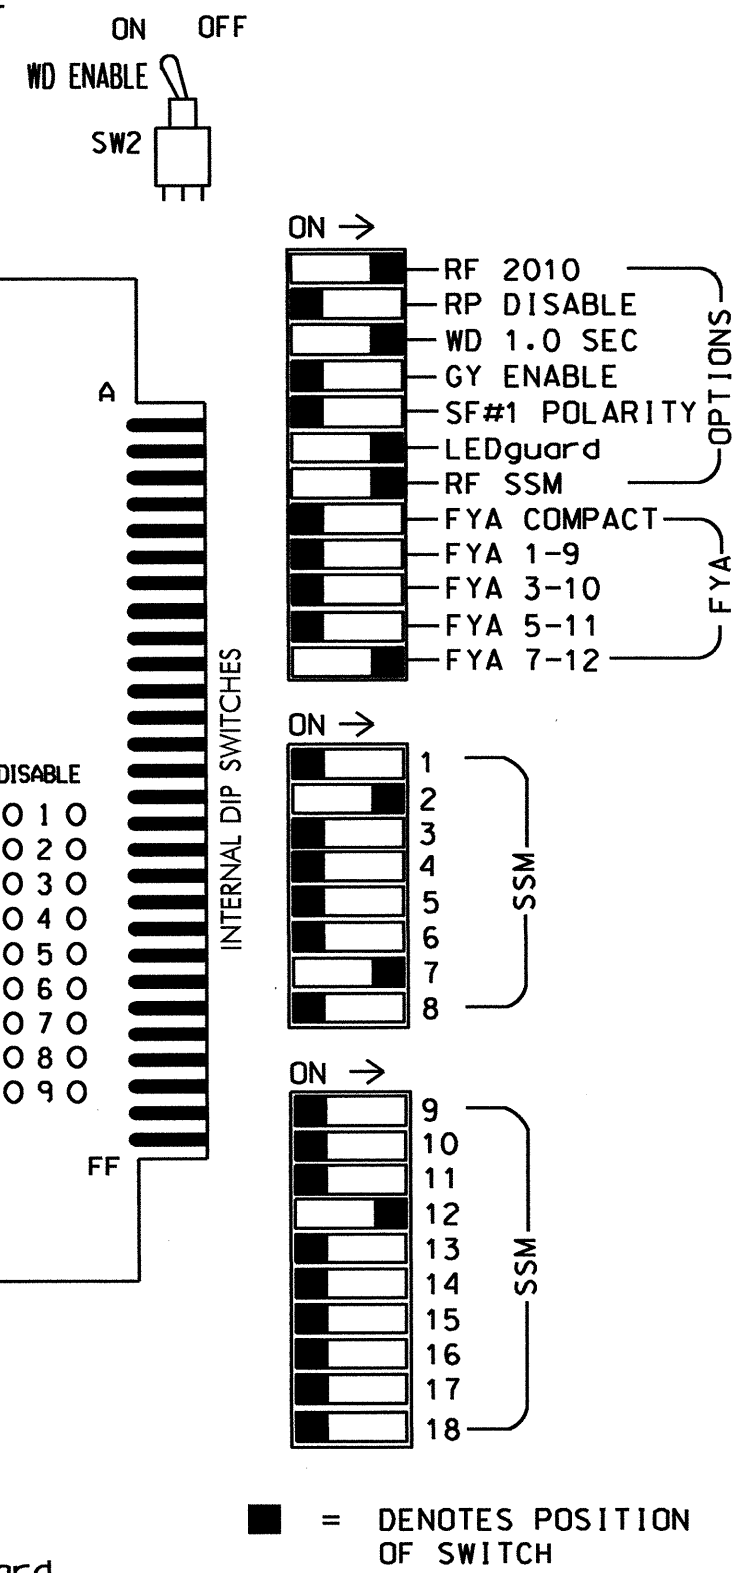 ON OFF
WD ENABLE
SW2
ON →
RF 2010
RP DISABLE
WD 1.0 SEC
GY ENABLE
SF#1 POLARITY
LEDguard
RF SSM
OPTIONS
FYA COMPACT
FYA 1-9
FYA 3-10
FYA 5-11
FYA 7-12
FYA
A
FF
INTERNAL DIP SWITCHES
DISABLE
1
2
3
4
5
6
7
8
9
ON →
1
2
3
4
5
6
7
8
SSM
ON →
9
10
11
12
13
14
15
16
17
18
SSM
= DENOTES POSITION
OF SWITCH